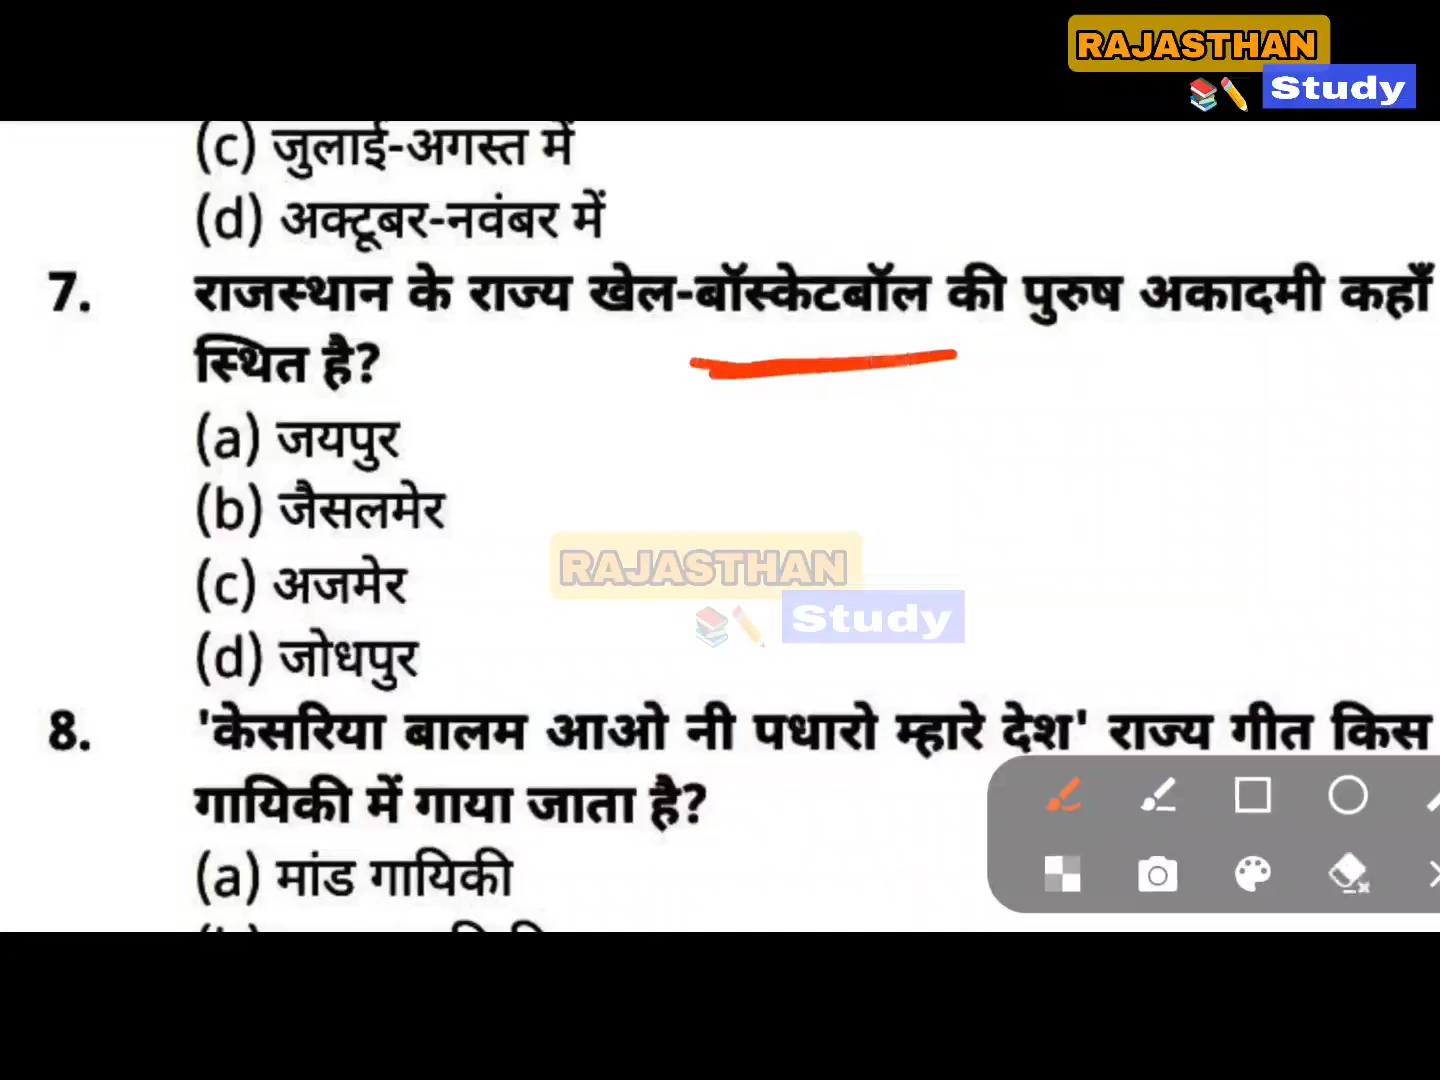 RAJASTHAN
Study
(c) जुलाई-अगस्त में
(d) अक्टूबर-नवंबर में
7. राजस्थान के राज्य खेल-बॉस्केटबॉल की पुरुष अकादमी कहाँ
स्थित है?
(a) जयपुर
(b) जैसलमेर
(c) अजमेर
(d) जोधपुर
RAJASTHAN
Study
8. 'केसरिया बालम आओ नी पधारो म्हारे देश' राज्य गीत किस
गायिकी में गाया जाता है?
(a) मांड गायिकी